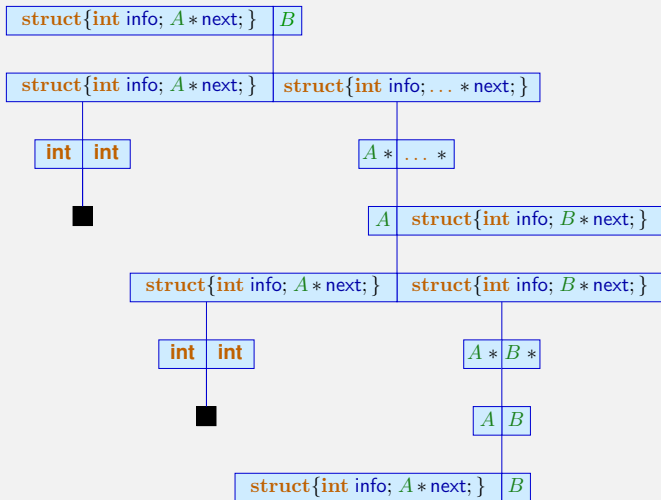 struct{int info; A * next; } B
struct{int info; A * next; } struct{int info; . . . * next; }
int int A * . . . *
A struct{int info; B * next; }
struct{int info; A * next; } struct{int info; B * next; }
int int A * B *
A B
struct{int info; A * next; } B